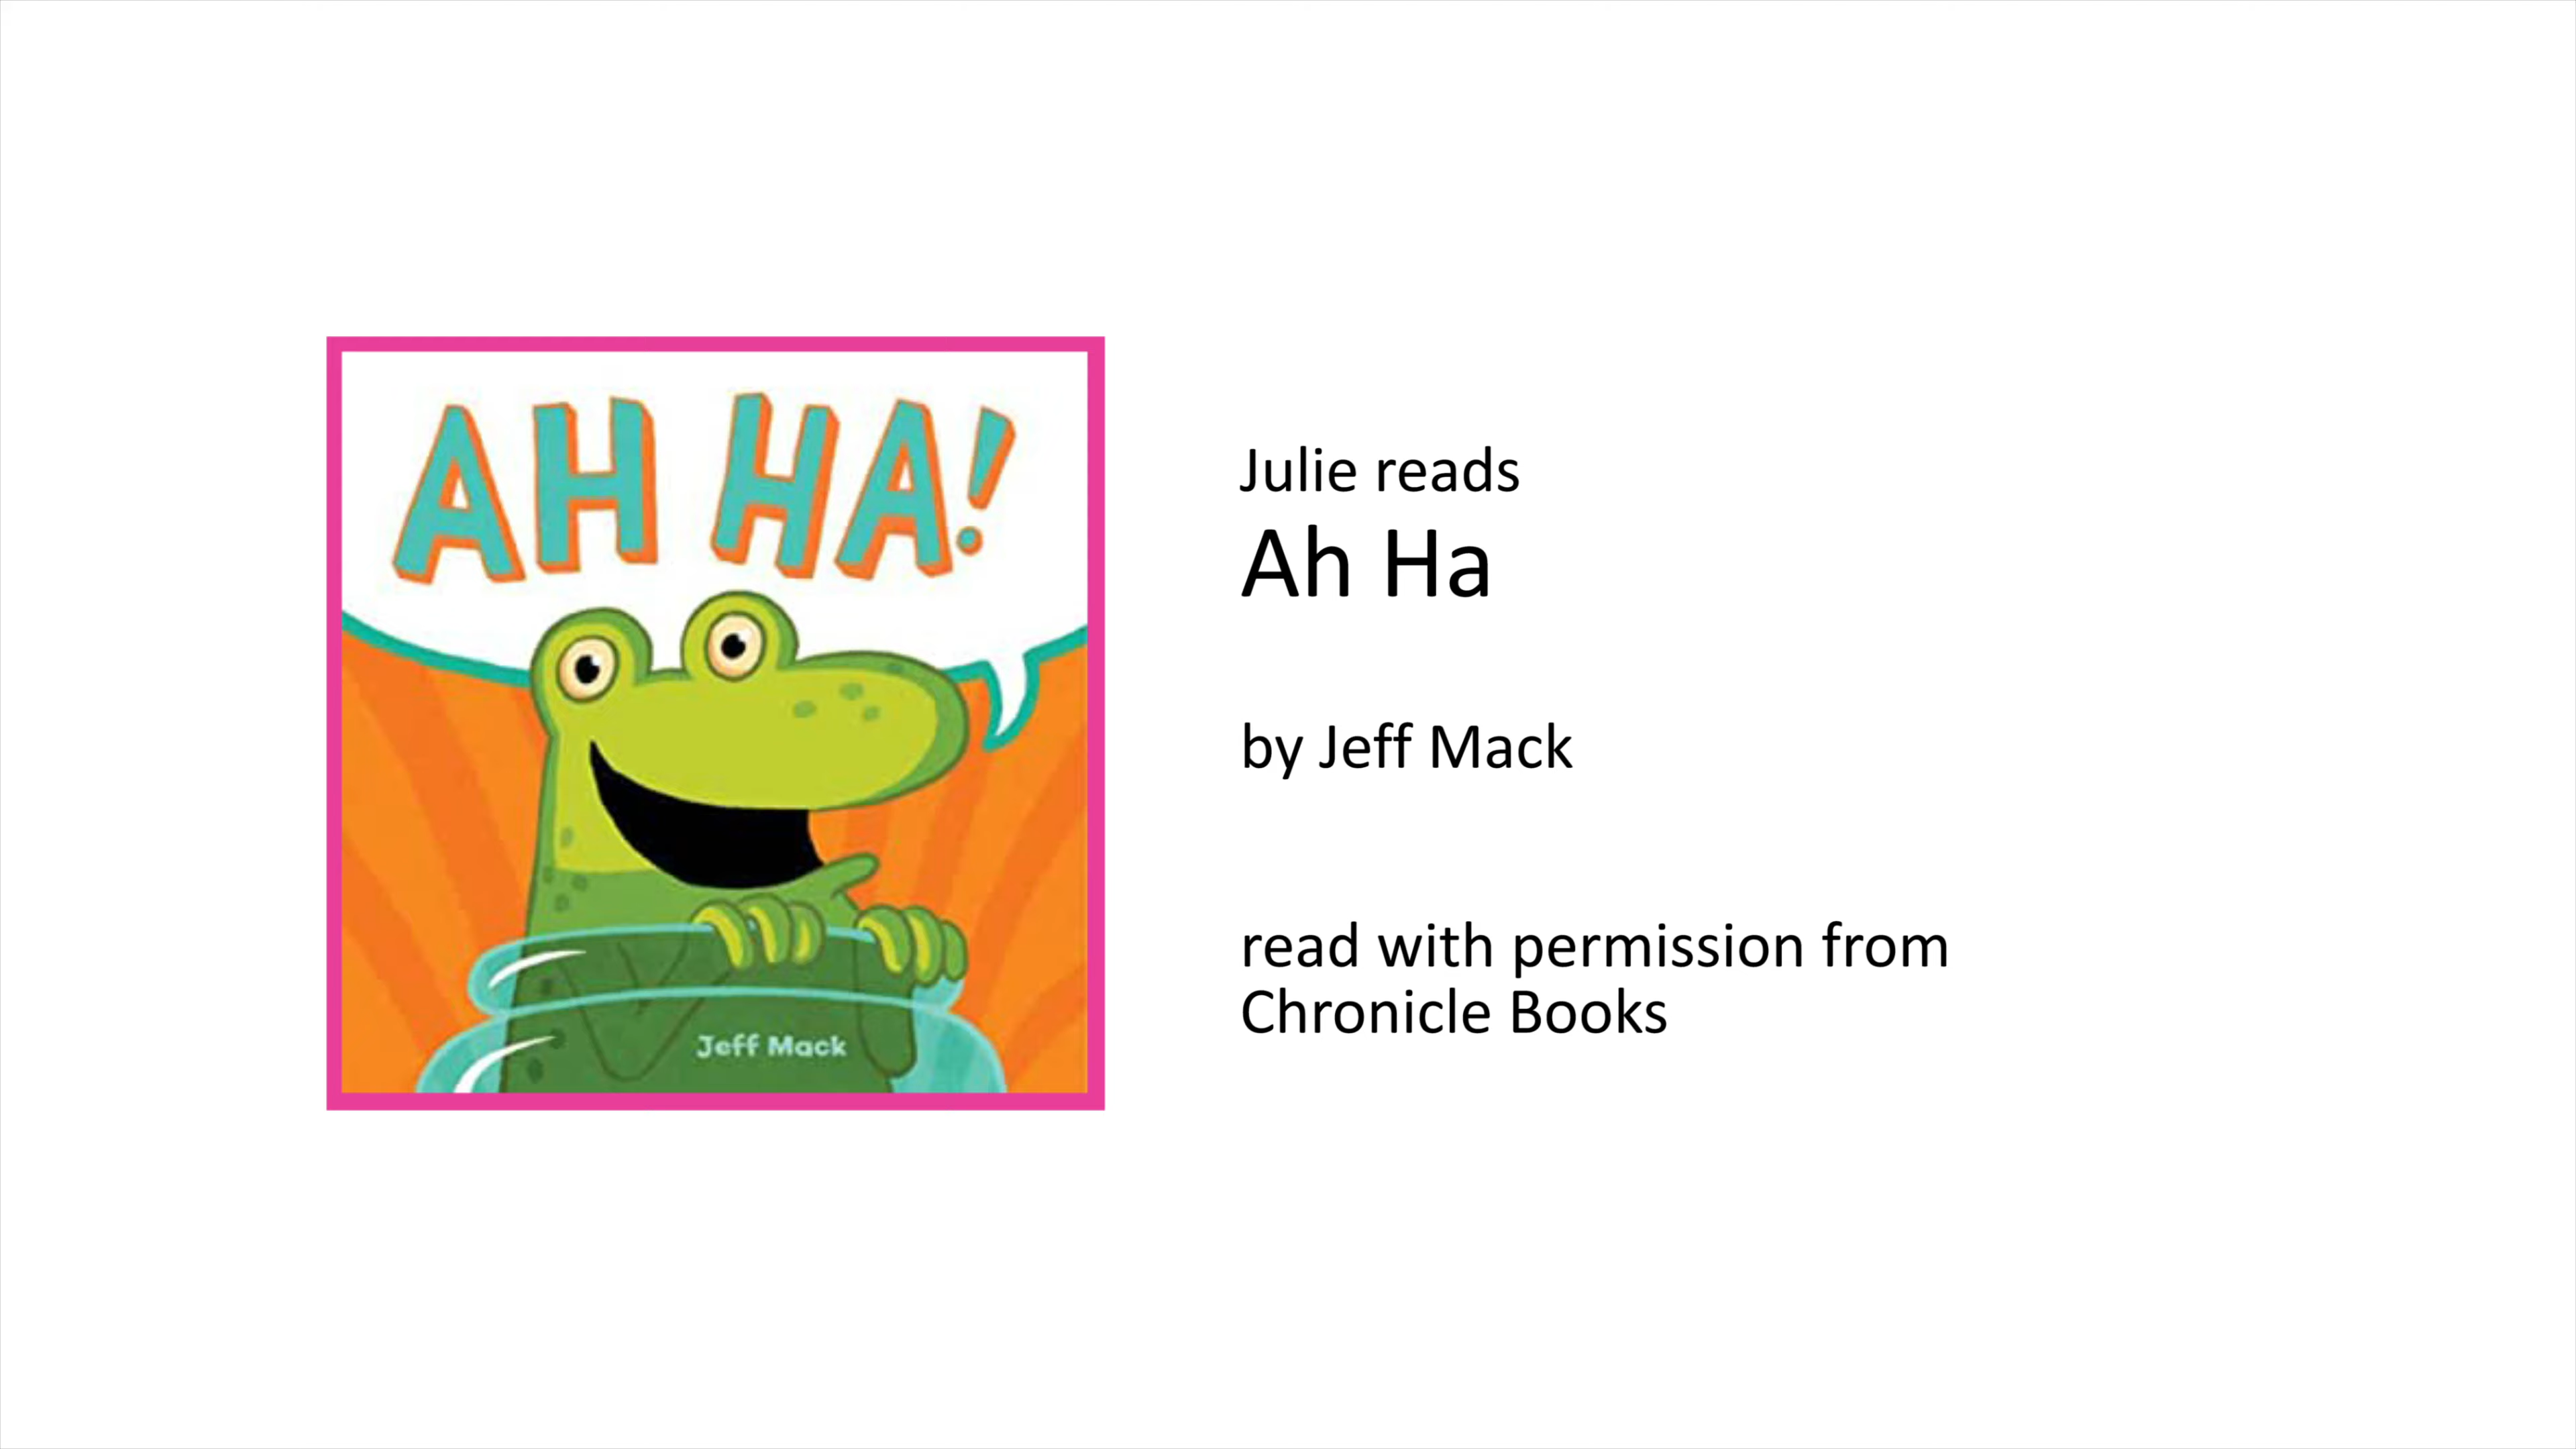 AH HA!
Jeff Mack
Julie reads
Ah Ha
by Jeff Mack
read with permission from
Chronicle Books